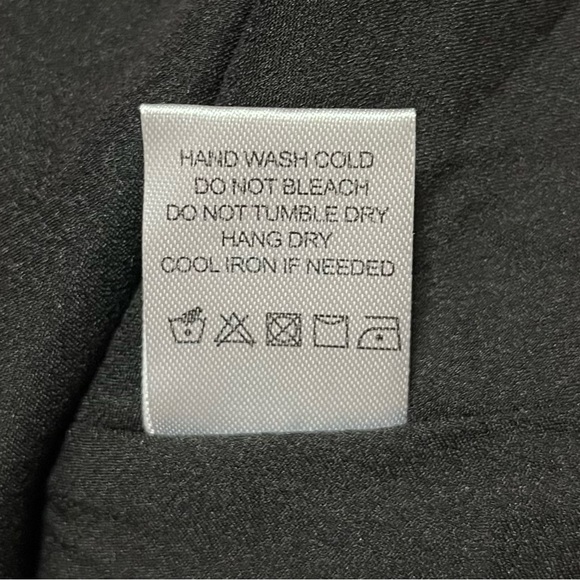 HAND WASH COLD
DO NOT BLEACH
DO NOT TUMBLE DRY
HANG DRY
COOL IRON IF NEEDED